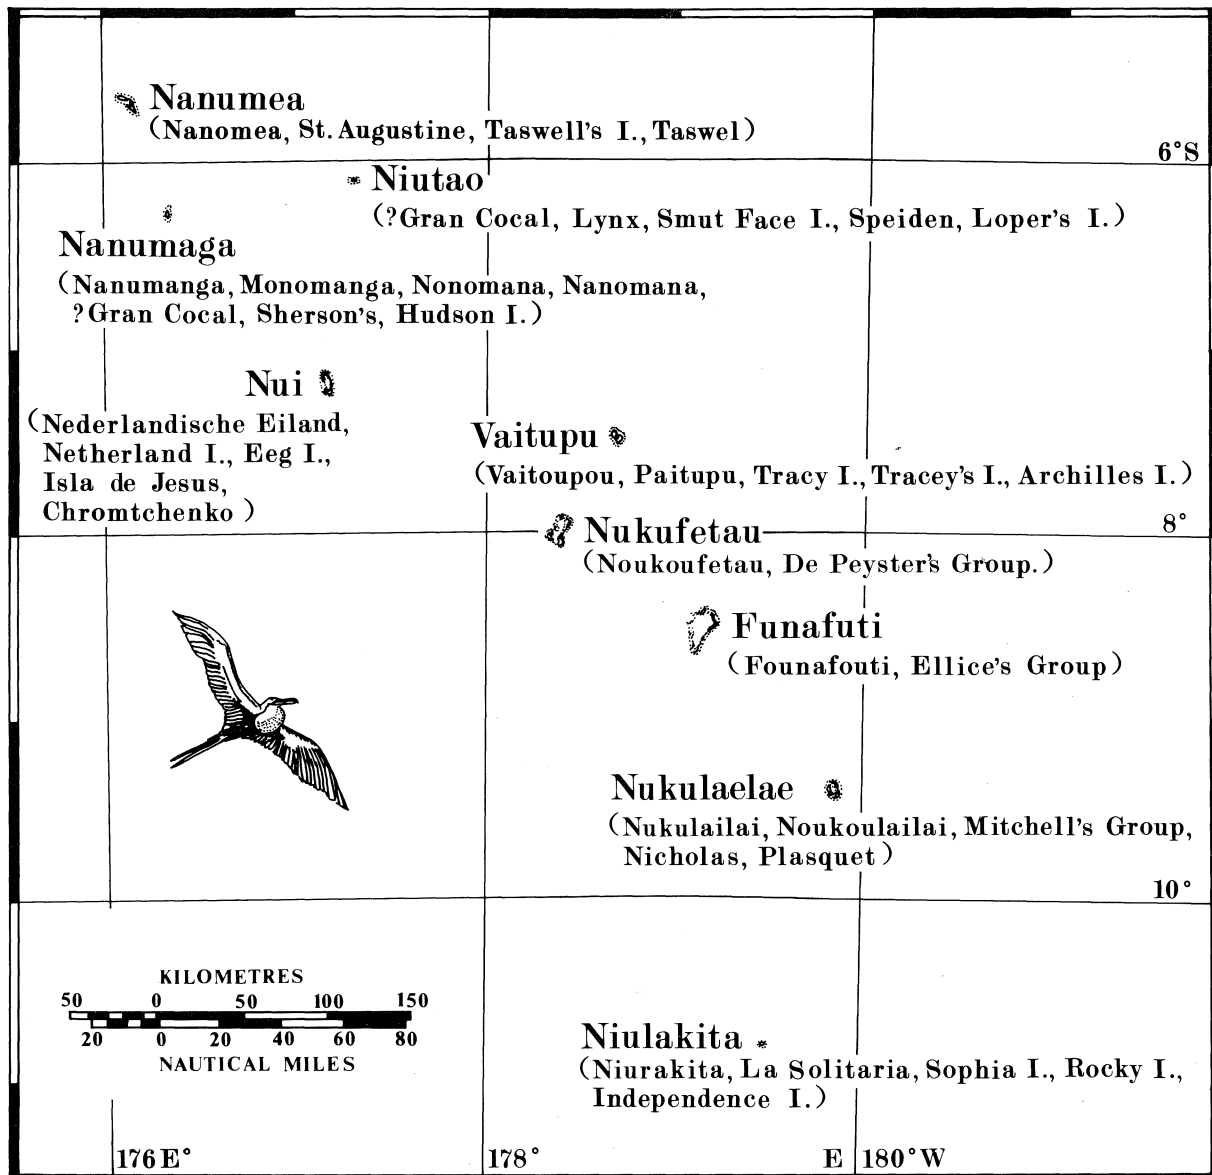 Nanumea
(Nanomea, St. Augustine, Taswell's I., Taswel)
6°S
Niutao
(?Gran Cocal, Lynx, Smut Face I., Speiden, Loper's I.)
Nanumaga
(Nanumanga, Monomanga, Nonomana, Nanomana,
?Gran Cocal, Sherson's, Hudson I.)
Nui
(Nederlandische Eiland,
Netherland I., Eeg I.,
Isla de Jesus,
Chromtchenko )
Vaitupu
(Vaitoupou, Paitupu, Tracy I., Tracey's I., Archilles I.)
8°
Nukufetau
(Noukoufetau, De Peyster's Group.)
Funafuti
(Founafouti, Ellice's Group)
Nukulaelae
(Nukulailai, Noukoulailai, Mitchell's Group,
Nicholas, Plasquet)
10°
KILOMETRES
50 0 50 100 150
20 0 20 40 60 80
NAUTICAL MILES
Niulakita
(Niurakita, La Solitaria, Sophia I., Rocky I.,
Independence I.)
176 E° 178° E 180°W